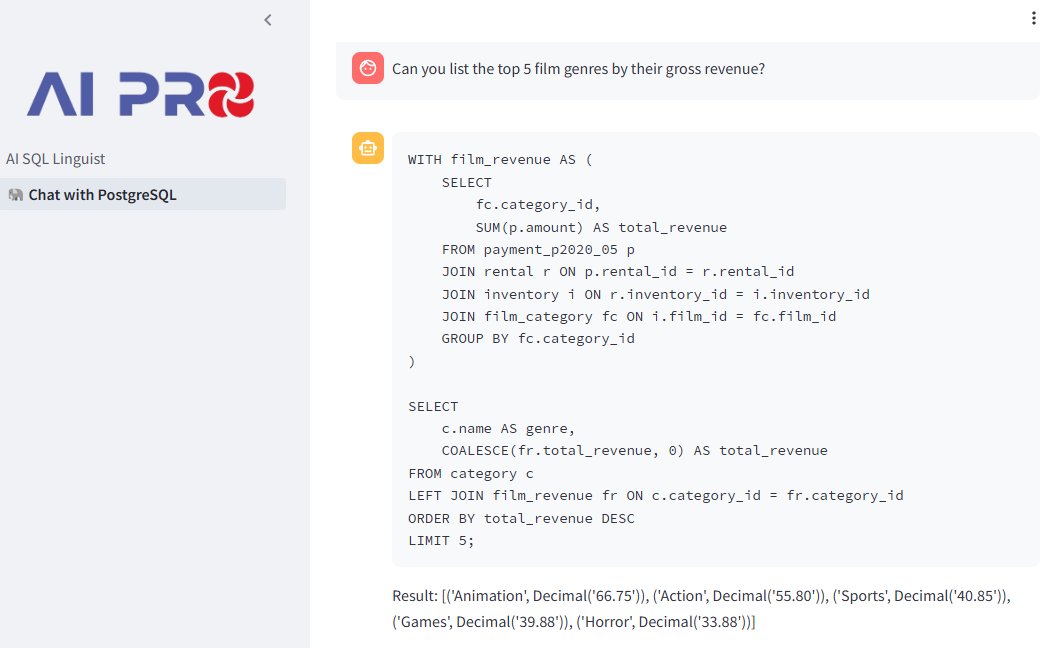 AI PRO
AI SQL Linguist
Chat with PostgreSQL
Can you list the top 5 film genres by their gross revenue?
WITH film_revenue AS (
    SELECT
        fc.category_id,
        SUM(p.amount) AS total_revenue
    FROM payment_p2020_05 p
    JOIN rental r ON p.rental_id = r.rental_id
    JOIN inventory i ON r.inventory_id = i.inventory_id
    JOIN film_category fc ON i.film_id = fc.film_id
    GROUP BY fc.category_id
)
SELECT
    c.name AS genre,
    COALESCE(fr.total_revenue, 0) AS total_revenue
FROM category c
LEFT JOIN film_revenue fr ON c.category_id = fr.category_id
ORDER BY total_revenue DESC
LIMIT 5;
Result: [('Animation', Decimal('66.75')), ('Action', Decimal('55.80')), ('Sports', Decimal('40.85')),
('Games', Decimal('39.88')), ('Horror', Decimal('33.88'))]